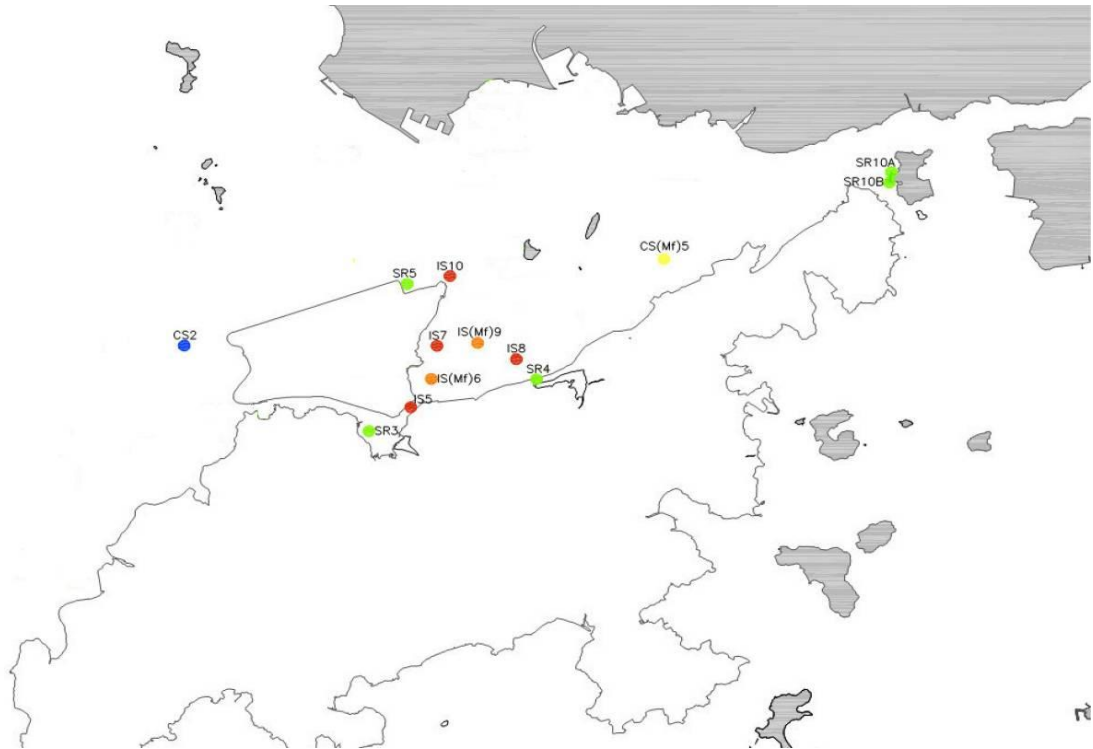 SR10A
SR10B
CS(Mf)5
SR5
IS10
CS2
IS7
IS(Mf)9
IS8
SR4
IS(Mf)6
IS5
SR3